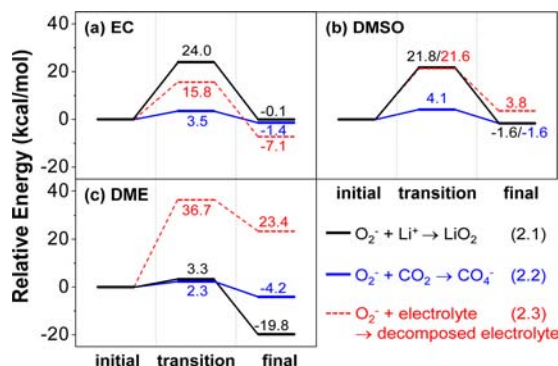 (a) EC
24.0
15.8
3.5
-0.1
-1.4
-7.1
(b) DMSO
21.8/21.6
4.1
3.8
-1.6/-1.6
40
20
0
-20
(c) DME
36.7
23.4
3.3
2.3
-4.2
-19.8
40
20
0
-20
Relative Energy (kcal/mol)
initial transition final
initial transition final
O₂⁻ + Li⁺ → LiO₂ (2.1)
O₂⁻ + CO₂ → CO₄⁻ (2.2)
O₂⁻ + electrolyte (2.3)
→ decomposed electrolyte